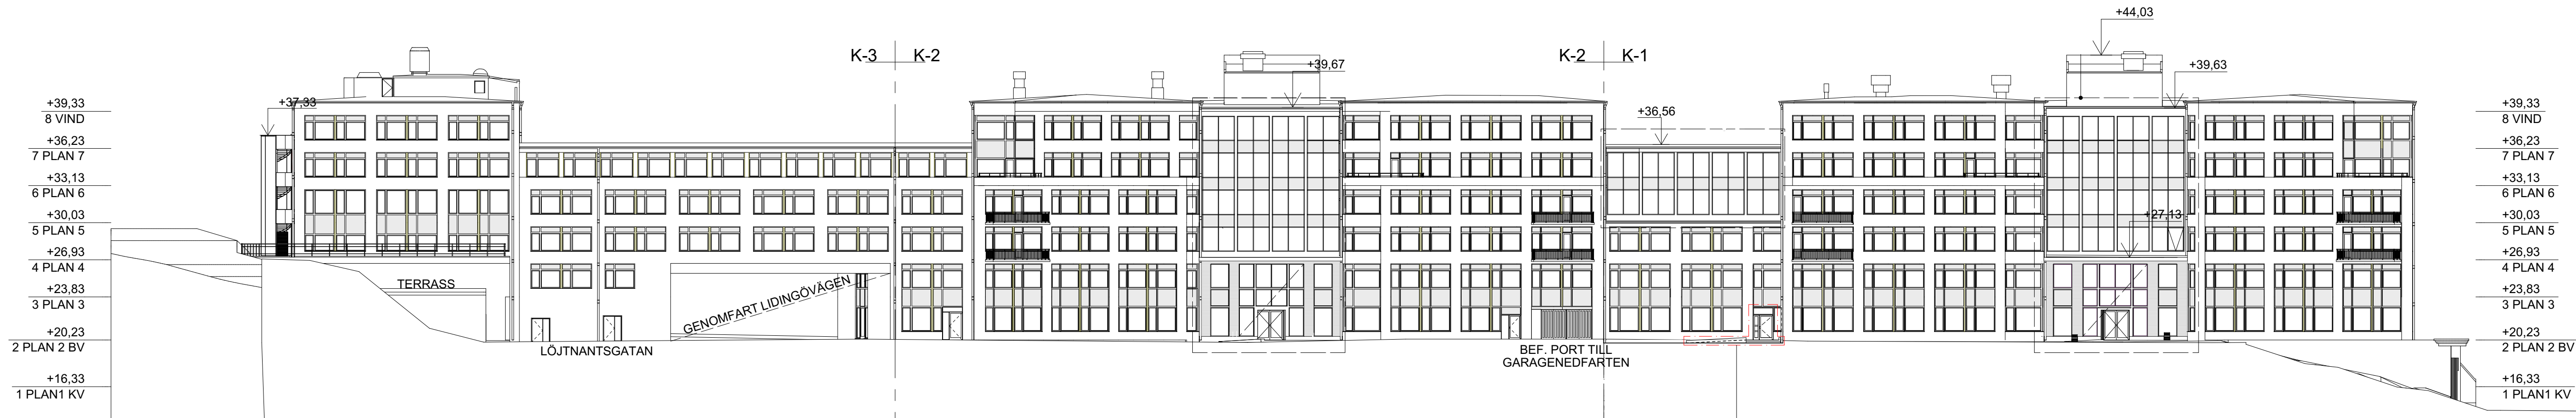 +44,03
K-3 K-2
K-2 K-1
+39,67
+39,63
+39,33
8 VIND
+37,33
+36,56
+39,33
8 VIND
+36,23
7 PLAN 7
+36,23
7 PLAN 7
+33,13
6 PLAN 6
+33,13
6 PLAN 6
+30,03
5 PLAN 5
+27,13
+30,03
5 PLAN 5
+26,93
4 PLAN 4
+26,93
4 PLAN 4
TERRASS
GENOMFART LIDINGÖVÄGEN
+23,83
3 PLAN 3
+23,83
3 PLAN 3
+20,23
2 PLAN 2 BV
+20,23
2 PLAN 2 BV
LÖJTNANTSGATAN
BEF. PORT TILL
GARAGENEDFARTEN
+16,33
1 PLAN1 KV
+16,33
1 PLAN1 KV